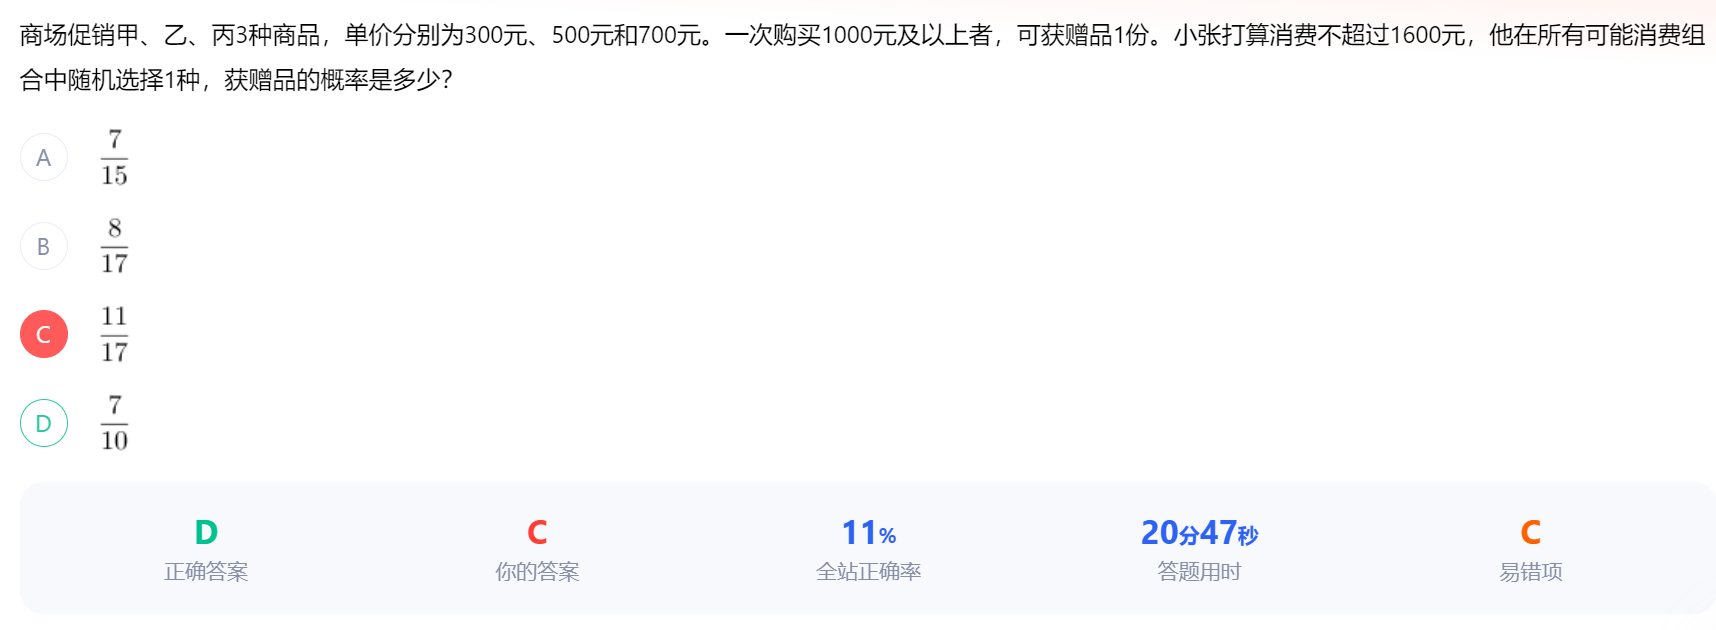 商场促销甲、乙、丙3种商品，单价分别为300元、500元和700元。一次购买1000元及以上者，可获赠品1份。小张打算消费不超过1600元，他在所有可能消费组
合中随机选择1种，获赠品的概率是多少？
A 7/15
B 8/17
C 11/17
D 7/10
D C 11% 20分47秒 C
正确答案 你的答案 全站正确率 答题用时 易错项